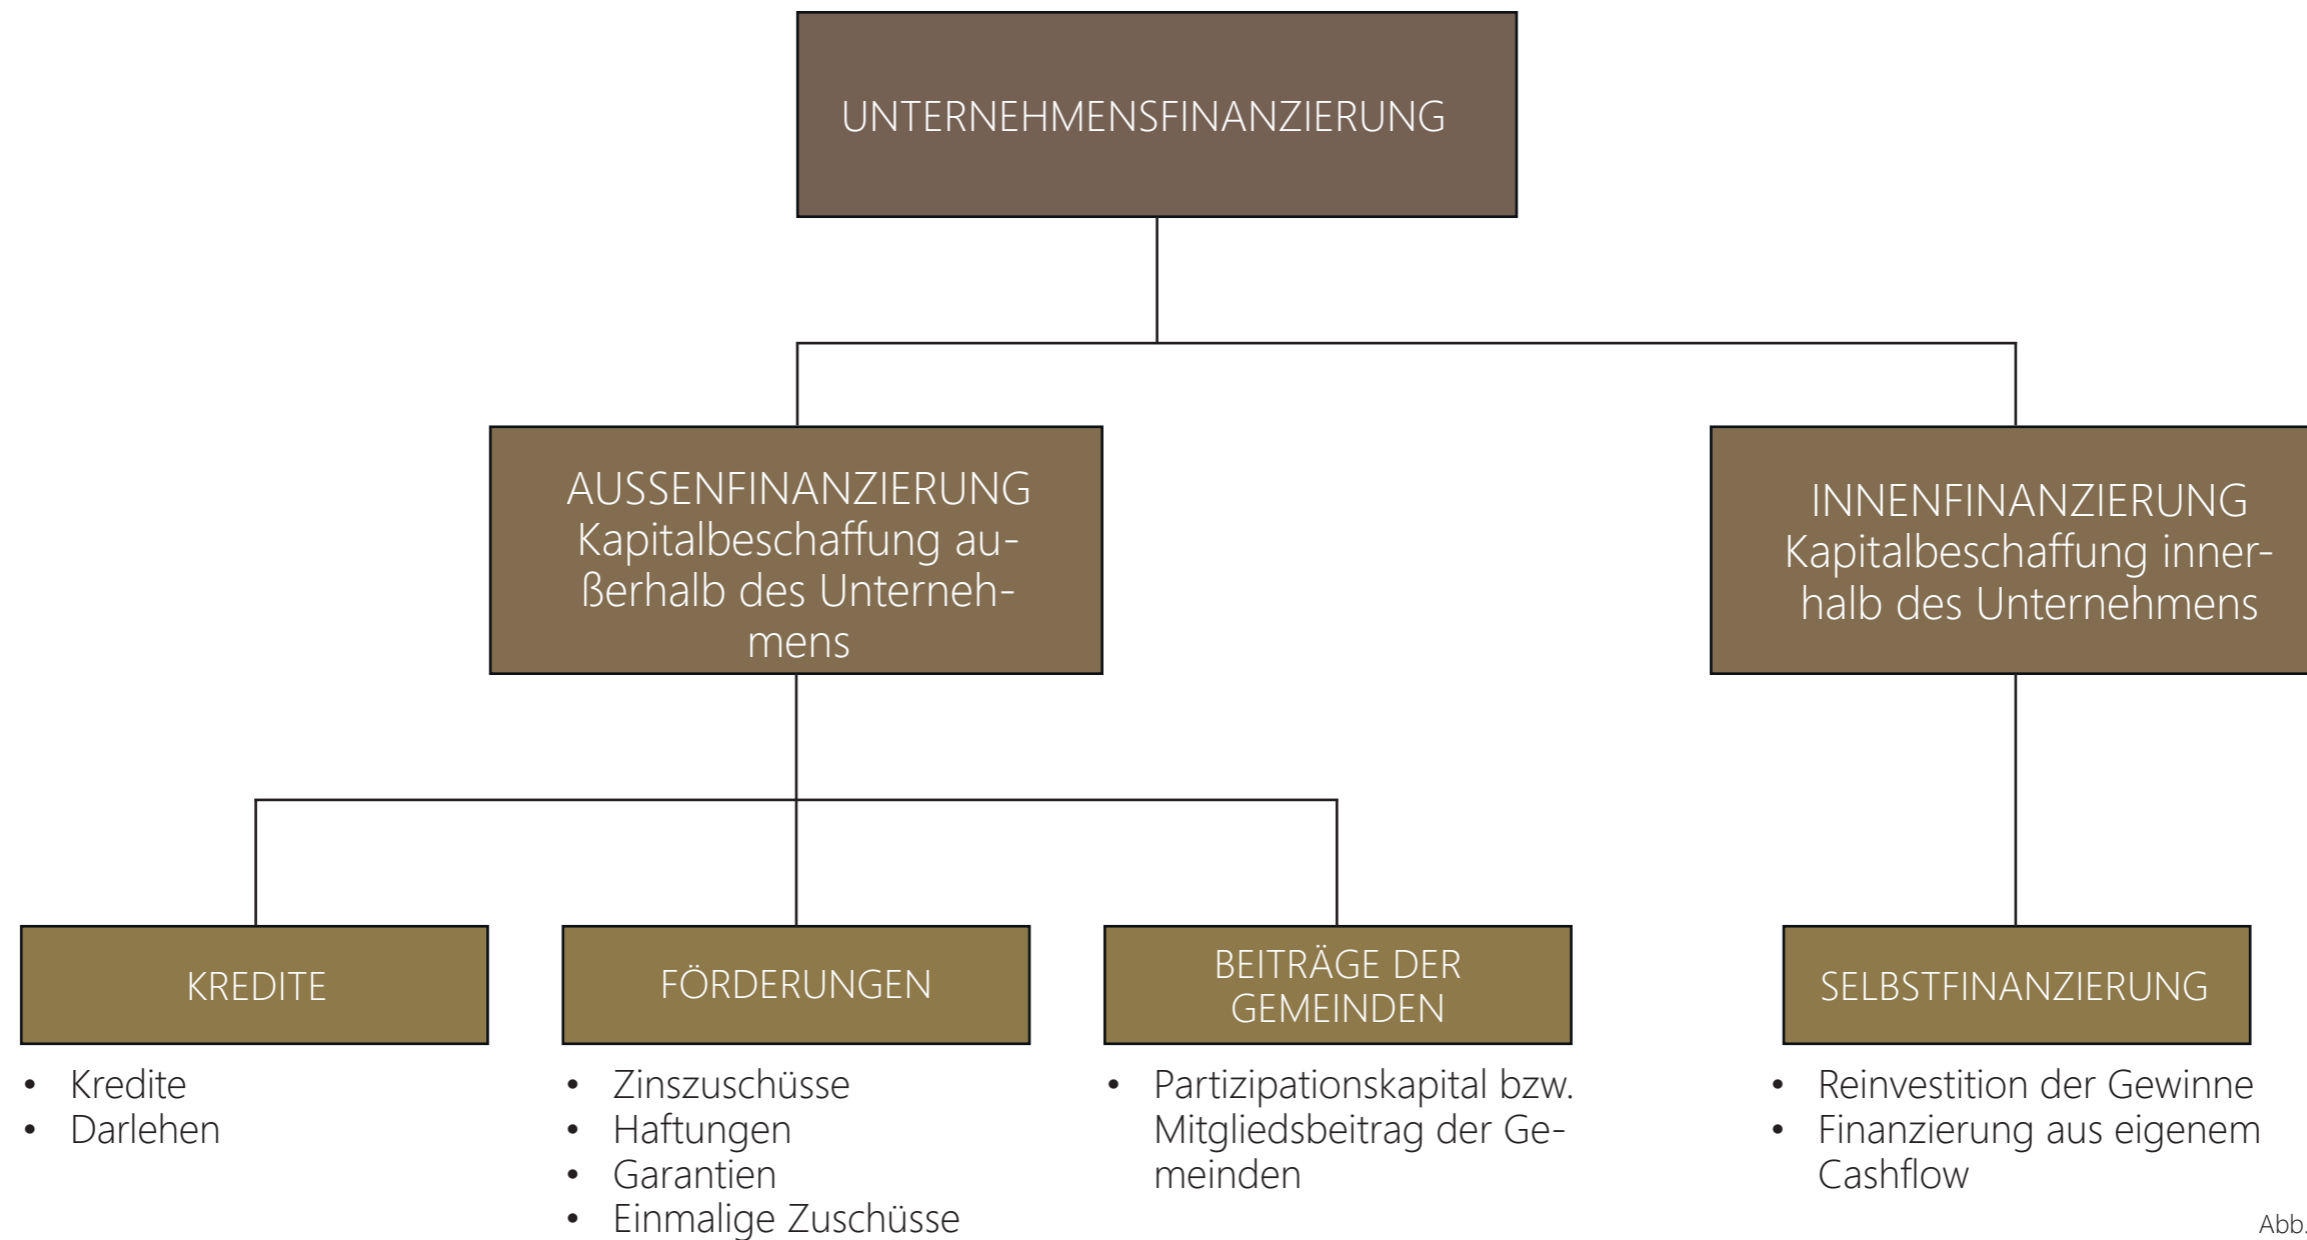 UNTERNEHMENSFINANZIERUNG
AUSSENFINANZIERUNG
Kapitalbeschaffung au-
ßerhalb des Unterneh-
mens
INNENFINANZIERUNG
Kapitalbeschaffung inner-
halb des Unternehmens
KREDITE
• Kredite
• Darlehen
FÖRDERUNGEN
• Zinszuschüsse
• Haftungen
• Garantien
• Einmalige Zuschüsse
BEITRÄGE DER
GEMEINDEN
• Partizipationskapital bzw.
Mitgliedsbeitrag der Ge-
meinden
SELBSTFINANZIERUNG
• Reinvestition der Gewinne
• Finanzierung aus eigenem
Cashflow
Abb.